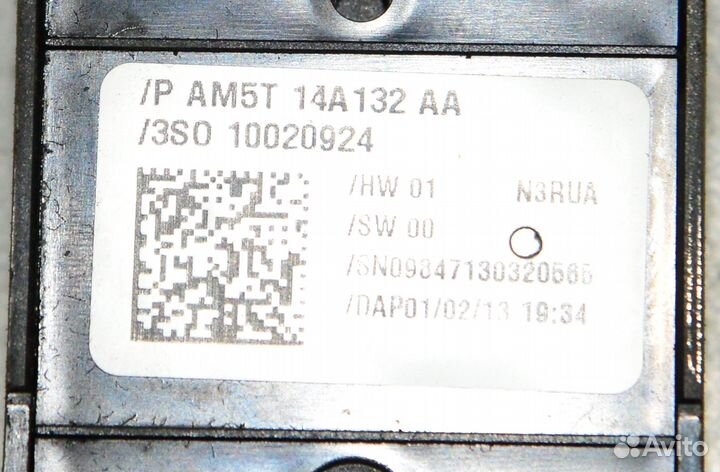 /P AM5T 14A132 AA
/3SO 10020924
/HW 01 N3RUA
/SW 00
/SN09847130320565
/DAP01/02/13 19:34
Avito